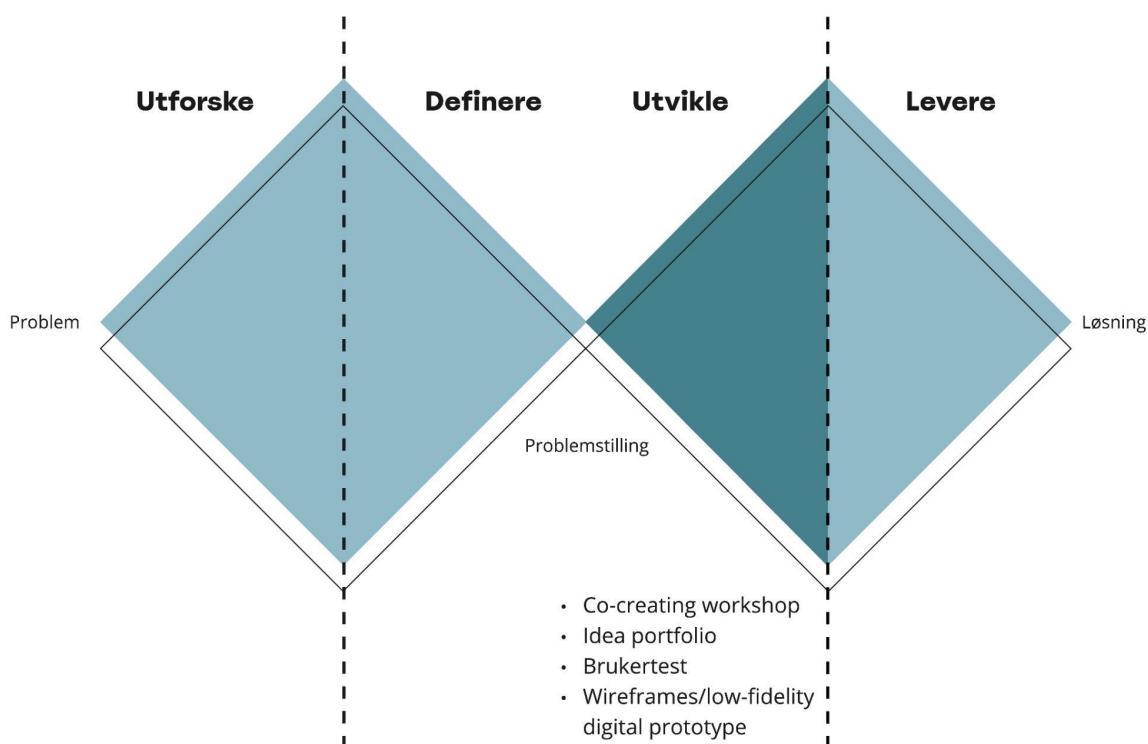 Utforske
Definere
Utvikle
Levere
Problem
Løsning
Problemstilling
• Co-creating workshop
• Idea portfolio
• Brukertest
• Wireframes/low-fidelity
digital prototype